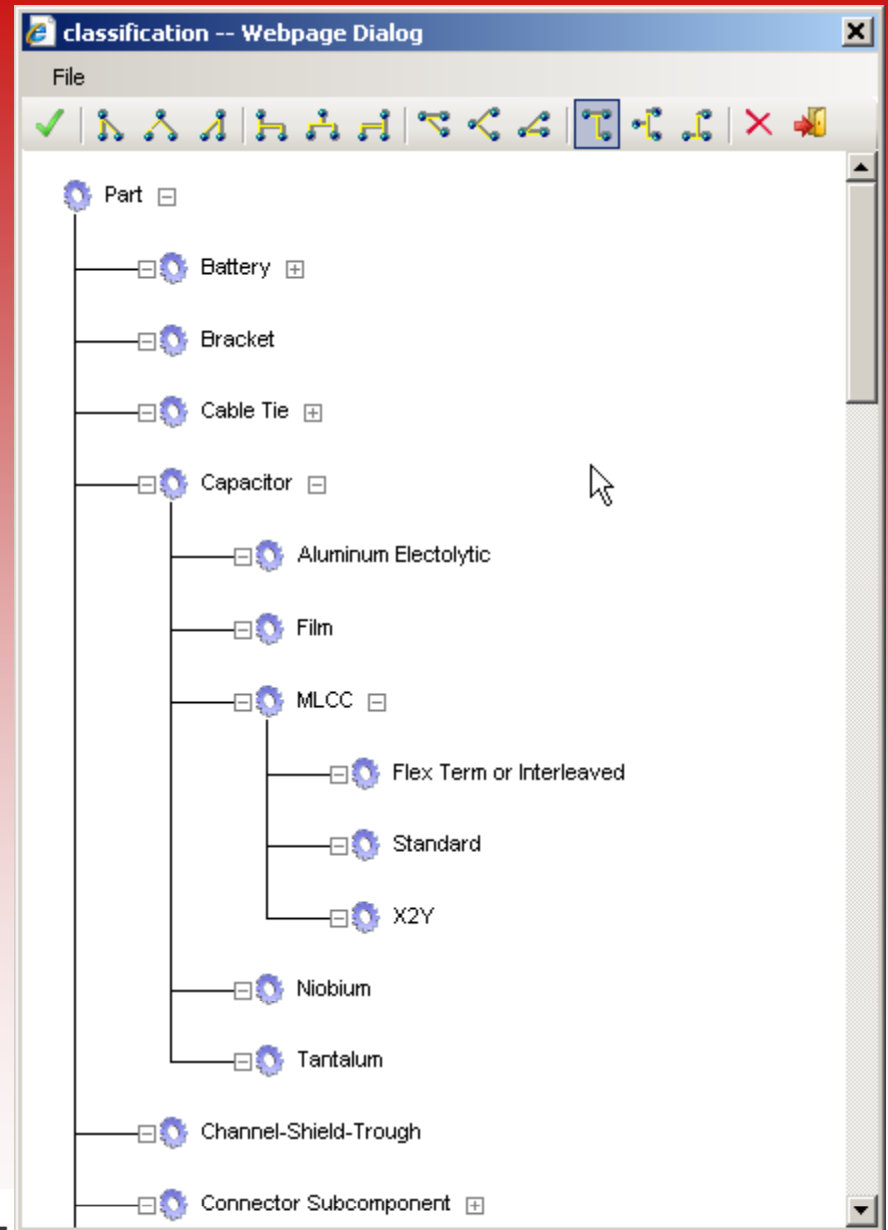 classification -- Webpage Dialog
File
Part
Battery
Bracket
Cable Tie
Capacitor
Aluminum Electolytic
Film
MLCC
Flex Term or Interleaved
Standard
X2Y
Niobium
Tantalum
Channel-Shield-Trough
Connector Subcomponent